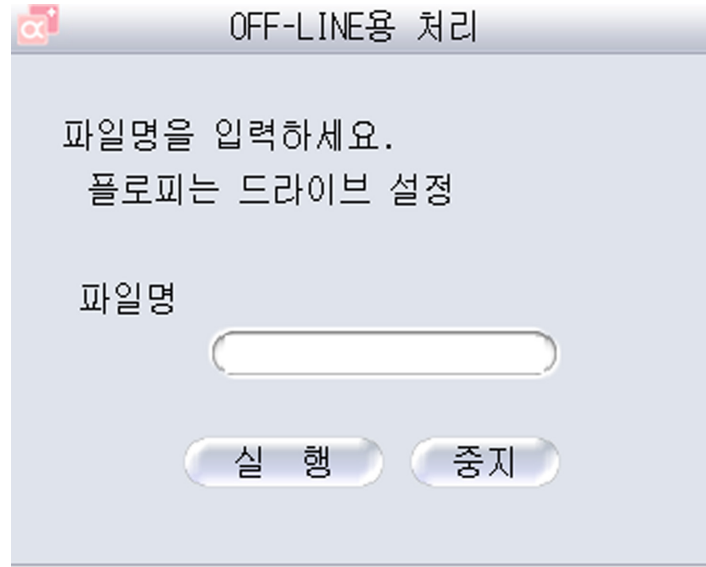 OFF-LINE용 처리
파일명을 입력하세요.
플로피는 드라이브 설정
파일명
실 행 중지